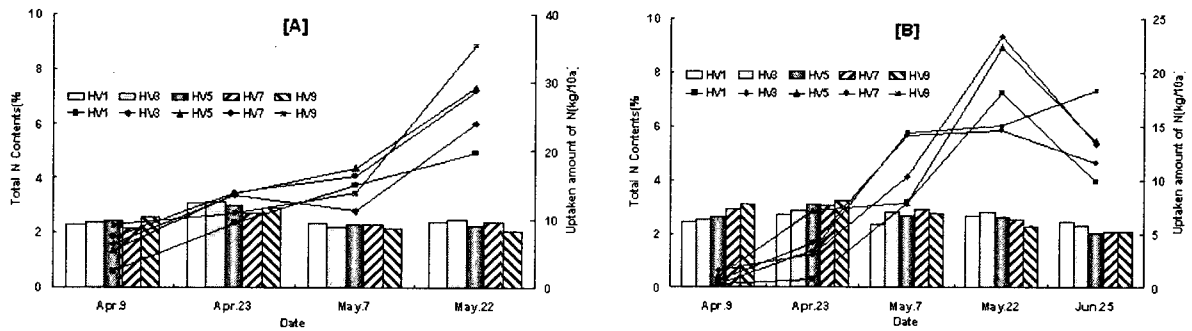 [A]
Total N Contents(%
10
8
6
4
2
0
HV1 HV3 HV5 HV7 HV9
HV1 HV3 HV5 HV7 HV9
40
30
20
10
0
Uptaken amount of N(kg/10a)
Apr.9 Apr.23 May.7 May.22
Date
[B]
Total N Contents(%
10
8
6
4
2
0
HV1 HV3 HV5 HV7 HV9
HV1 HV3 HV5 HV7 HV9
25
20
15
10
5
0
Uptaken amount of N(kg/10a)
Apr.9 Apr.23 May.7 May.22 Jun.25
Date